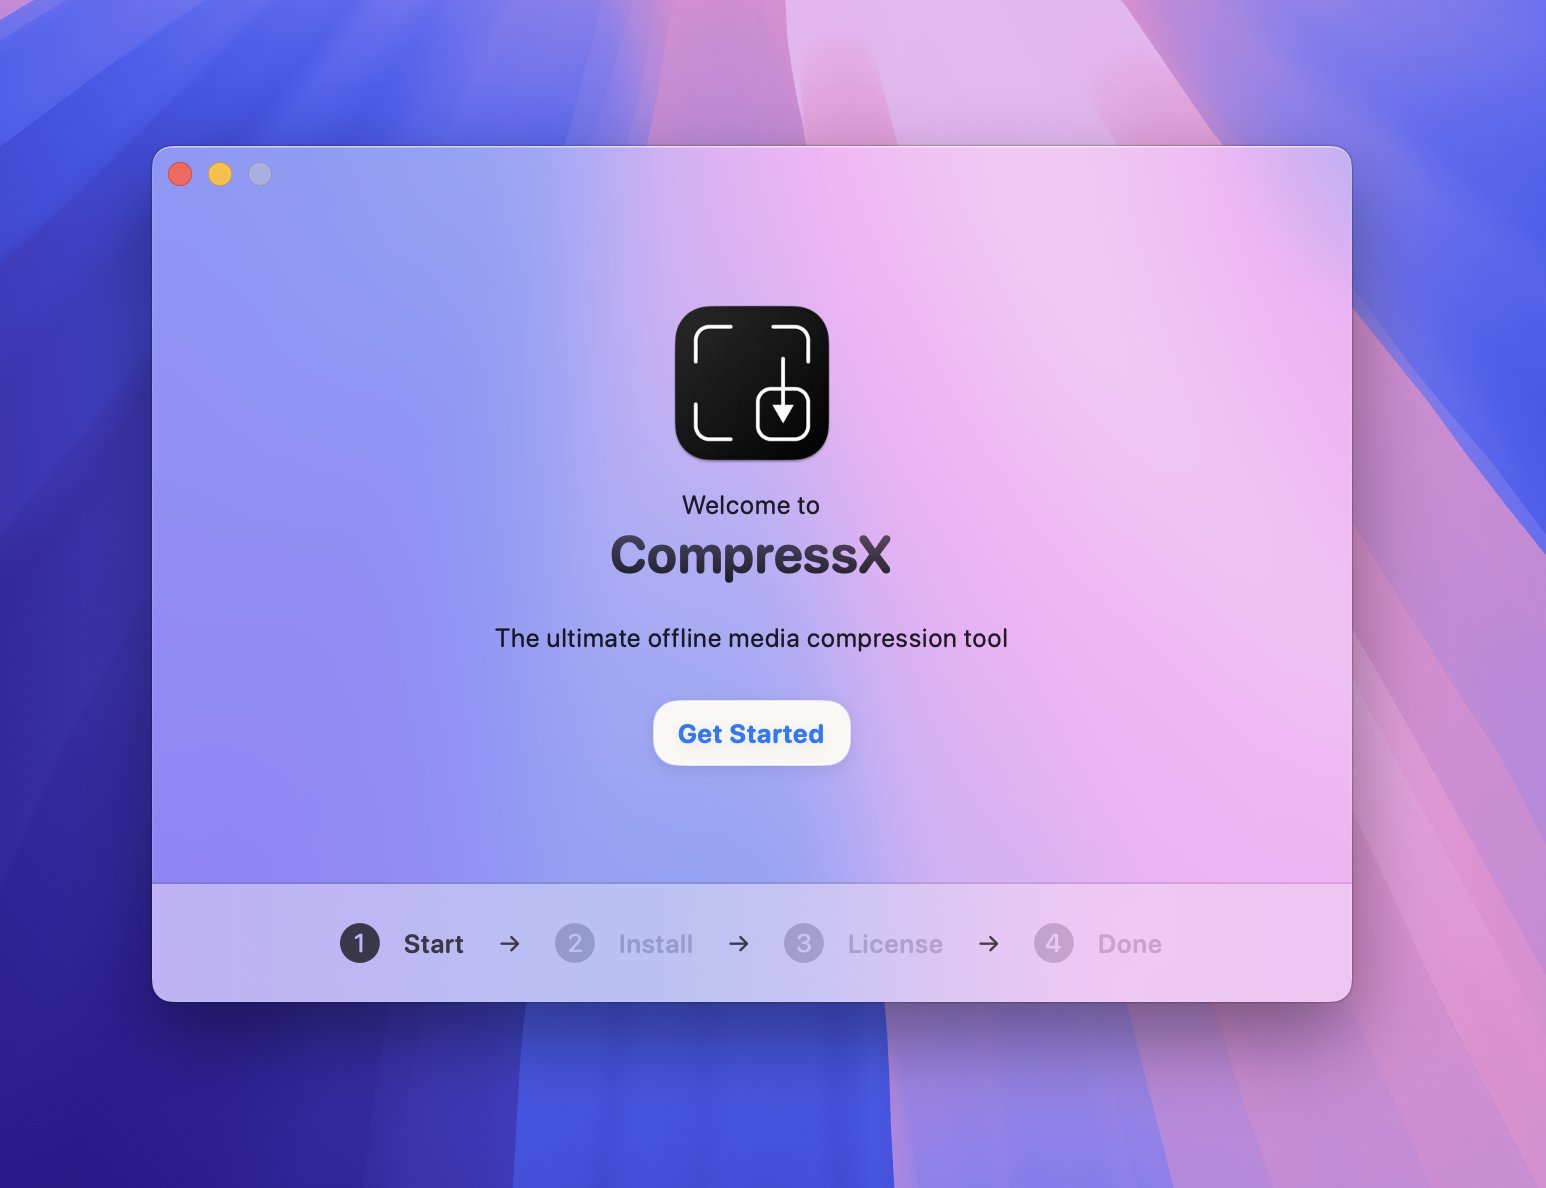 Welcome to
CompressX
The ultimate offline media compression tool
Get Started
1 Start → 2 Install → 3 License → 4 Done